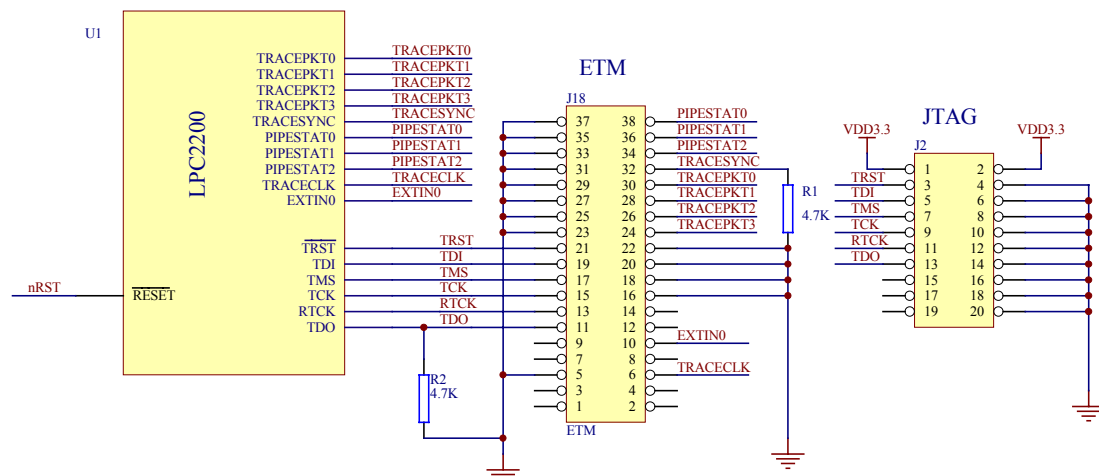 U1
LPC2200
TRACEPKT0
TRACEPKT1
TRACEPKT2
TRACEPKT3
TRACESYNC
PIPESTAT0
PIPESTAT1
PIPESTAT2
TRACECLK
EXTIN0
TRST
TDI
TMS
TCK
RTCK
TDO
nRST
RESET
TRACEPKT0
TRACEPKT1
TRACEPKT2
TRACEPKT3
TRACESYNC
PIPESTAT0
PIPESTAT1
PIPESTAT2
TRACECLK
EXTIN0
TRST
TDI
TMS
TCK
RTCK
TDO
R2
4.7K
ETM
J18
37 38 PIPESTAT0
35 36 PIPESTAT1
33 34 PIPESTAT2
31 32 TRACESYNC
29 30 TRACEPKT0
27 28 TRACEPKT1
25 26 TRACEPKT2
23 24 TRACEPKT3
21 22
19 20
17 18
15 16
13 14
11 12
9 10 EXTIN0
7 8
5 6 TRACECLK
3 4
1 2
ETM
R1
4.7K
JTAG
VDD3.3 VDD3.3
J2
1 2
TRST 3 4
TDI 5 6
TMS 7 8
TCK 9 10
RTCK 11 12
TDO 13 14
15 16
17 18
19 20